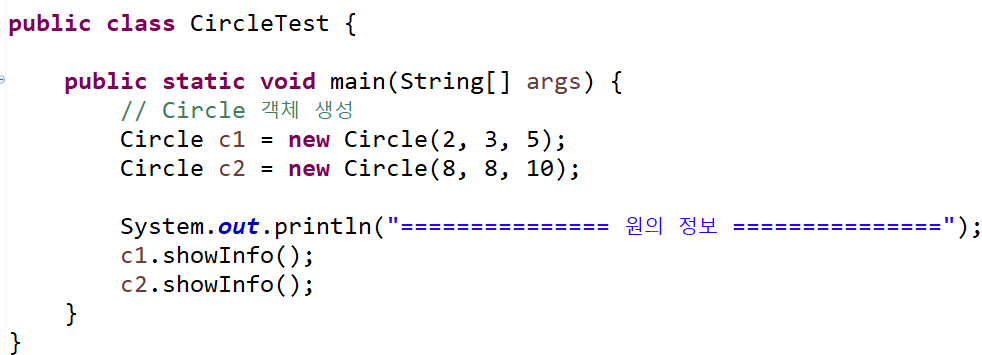 public class CircleTest {
public static void main(String[] args) {
// Circle 객체 생성
Circle c1 = new Circle(2, 3, 5);
Circle c2 = new Circle(8, 8, 10);
System.out.println("=============== 원의 정보 ===============");
c1.showInfo();
c2.showInfo();
}
}